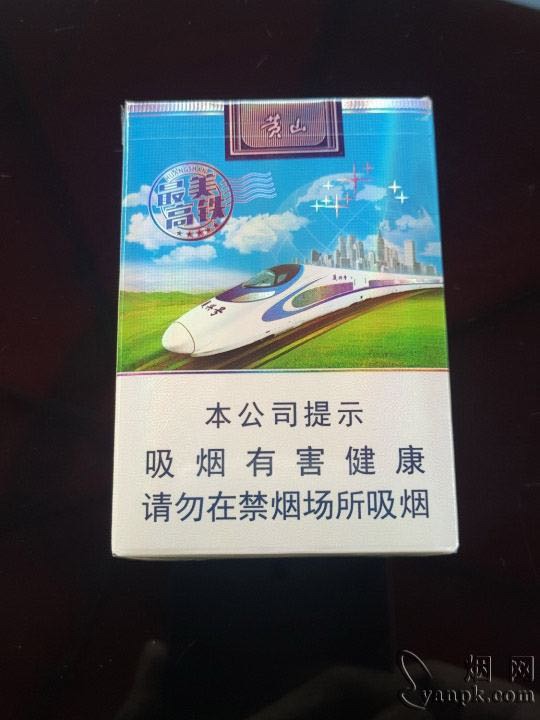 黄山
HUANGSHAN
最美
高铁
本公司提示
吸烟有害健康
请勿在禁烟场所吸烟
烟网
yanpk.com